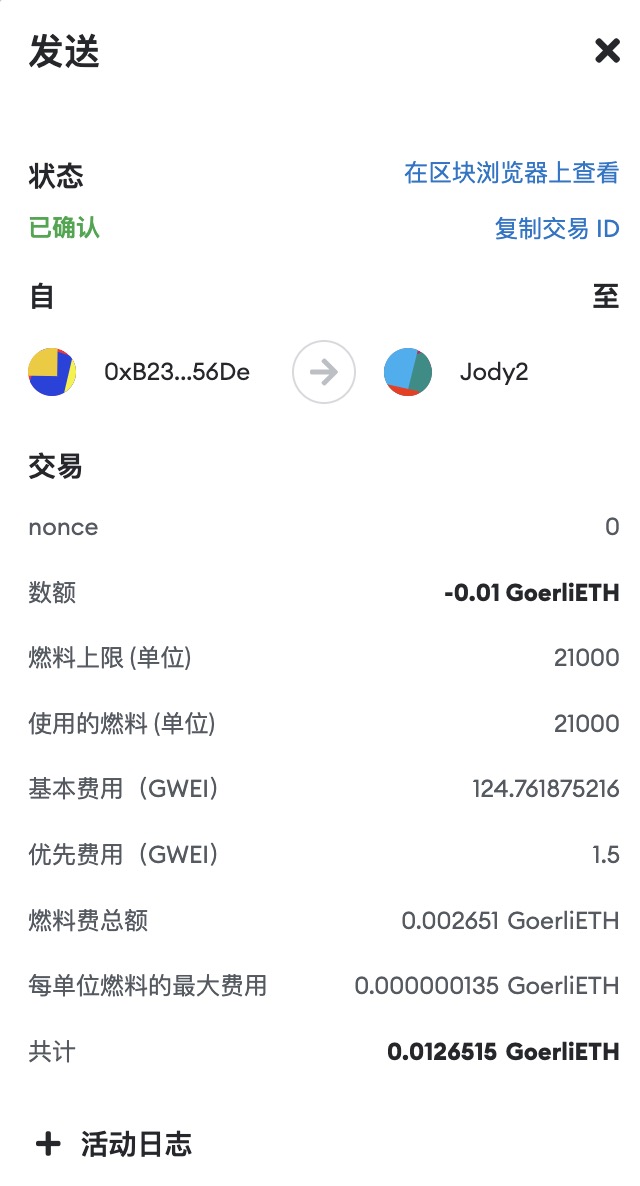 发送
状态 在区块浏览器上查看
已确认 复制交易 ID
自 至
0xB23...56De Jody2
交易
nonce 0
数额 -0.01 GoerliETH
燃料上限 (单位) 21000
使用的燃料 (单位) 21000
基本费用（GWEI） 124.761875216
优先费用（GWEI） 1.5
燃料费总额 0.002651 GoerliETH
每单位燃料的最大费用 0.000000135 GoerliETH
共计 0.0126515 GoerliETH
活动日志